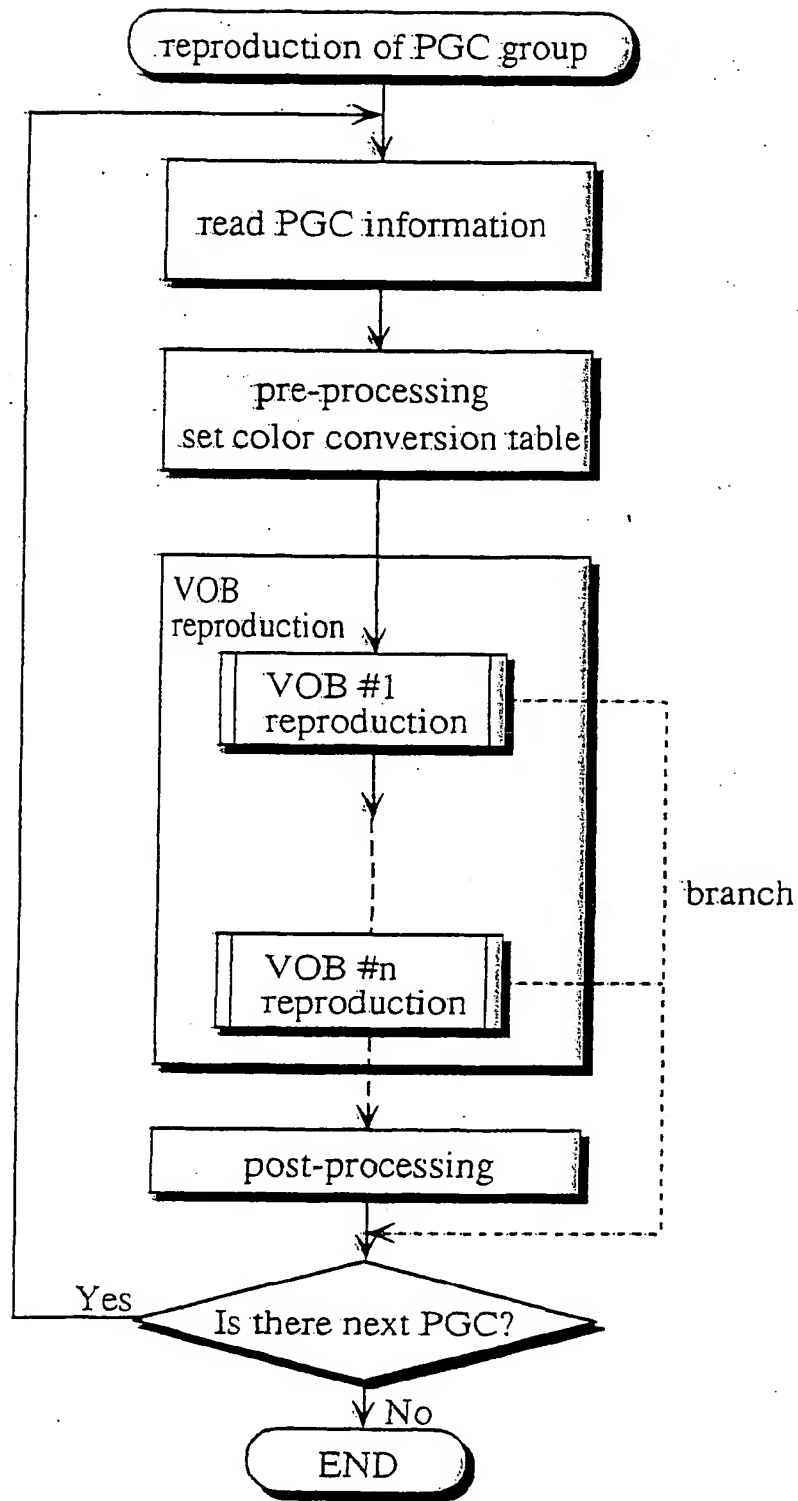 reproduction of PGC group
read PGC information
pre-processing
set color conversion table
VOB
reproduction
VOB #1
reproduction
branch
VOB #n
reproduction
post-processing
Yes
Is there next PGC?
No
END